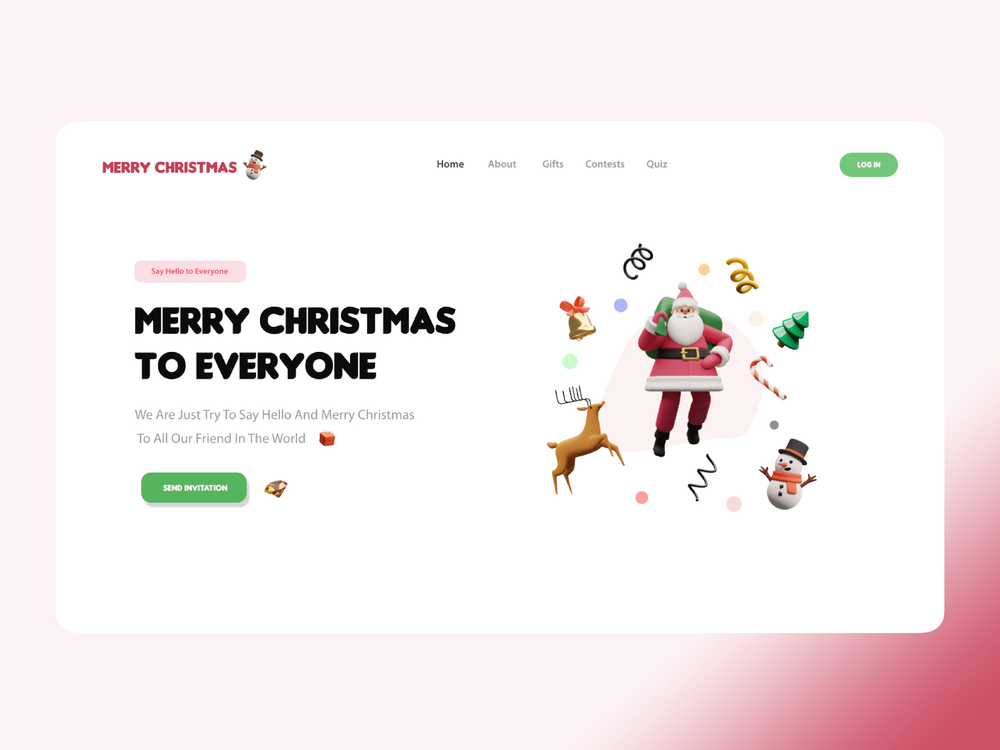 MERRY CHRISTMAS
Home About Gifts Contests Quiz
LOG IN
Say Hello to Everyone
MERRY CHRISTMAS
TO EVERYONE
We Are Just Try To Say Hello And Merry Christmas
To All Our Friend In The World
SEND INVITATION